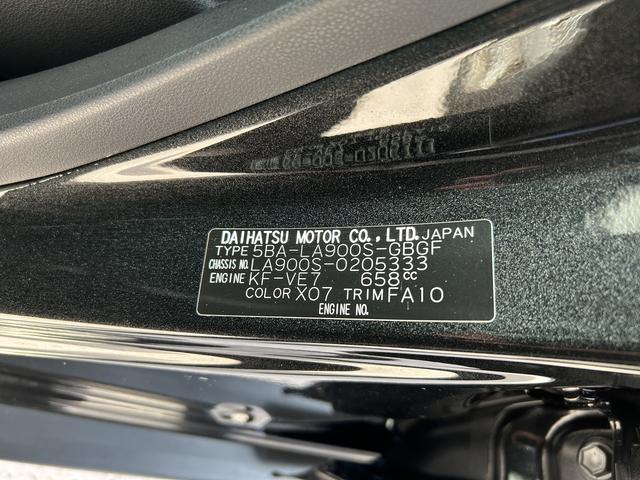 DAIHATSU MOTOR CO., LTD. JAPAN
TYPE 5BA-LA900S-GBGF
CHASSIS NO. LA900S-0205333
ENGINE KF-VE7 658CC
COLOR X07 TRIM FA10
ENGINE NO.